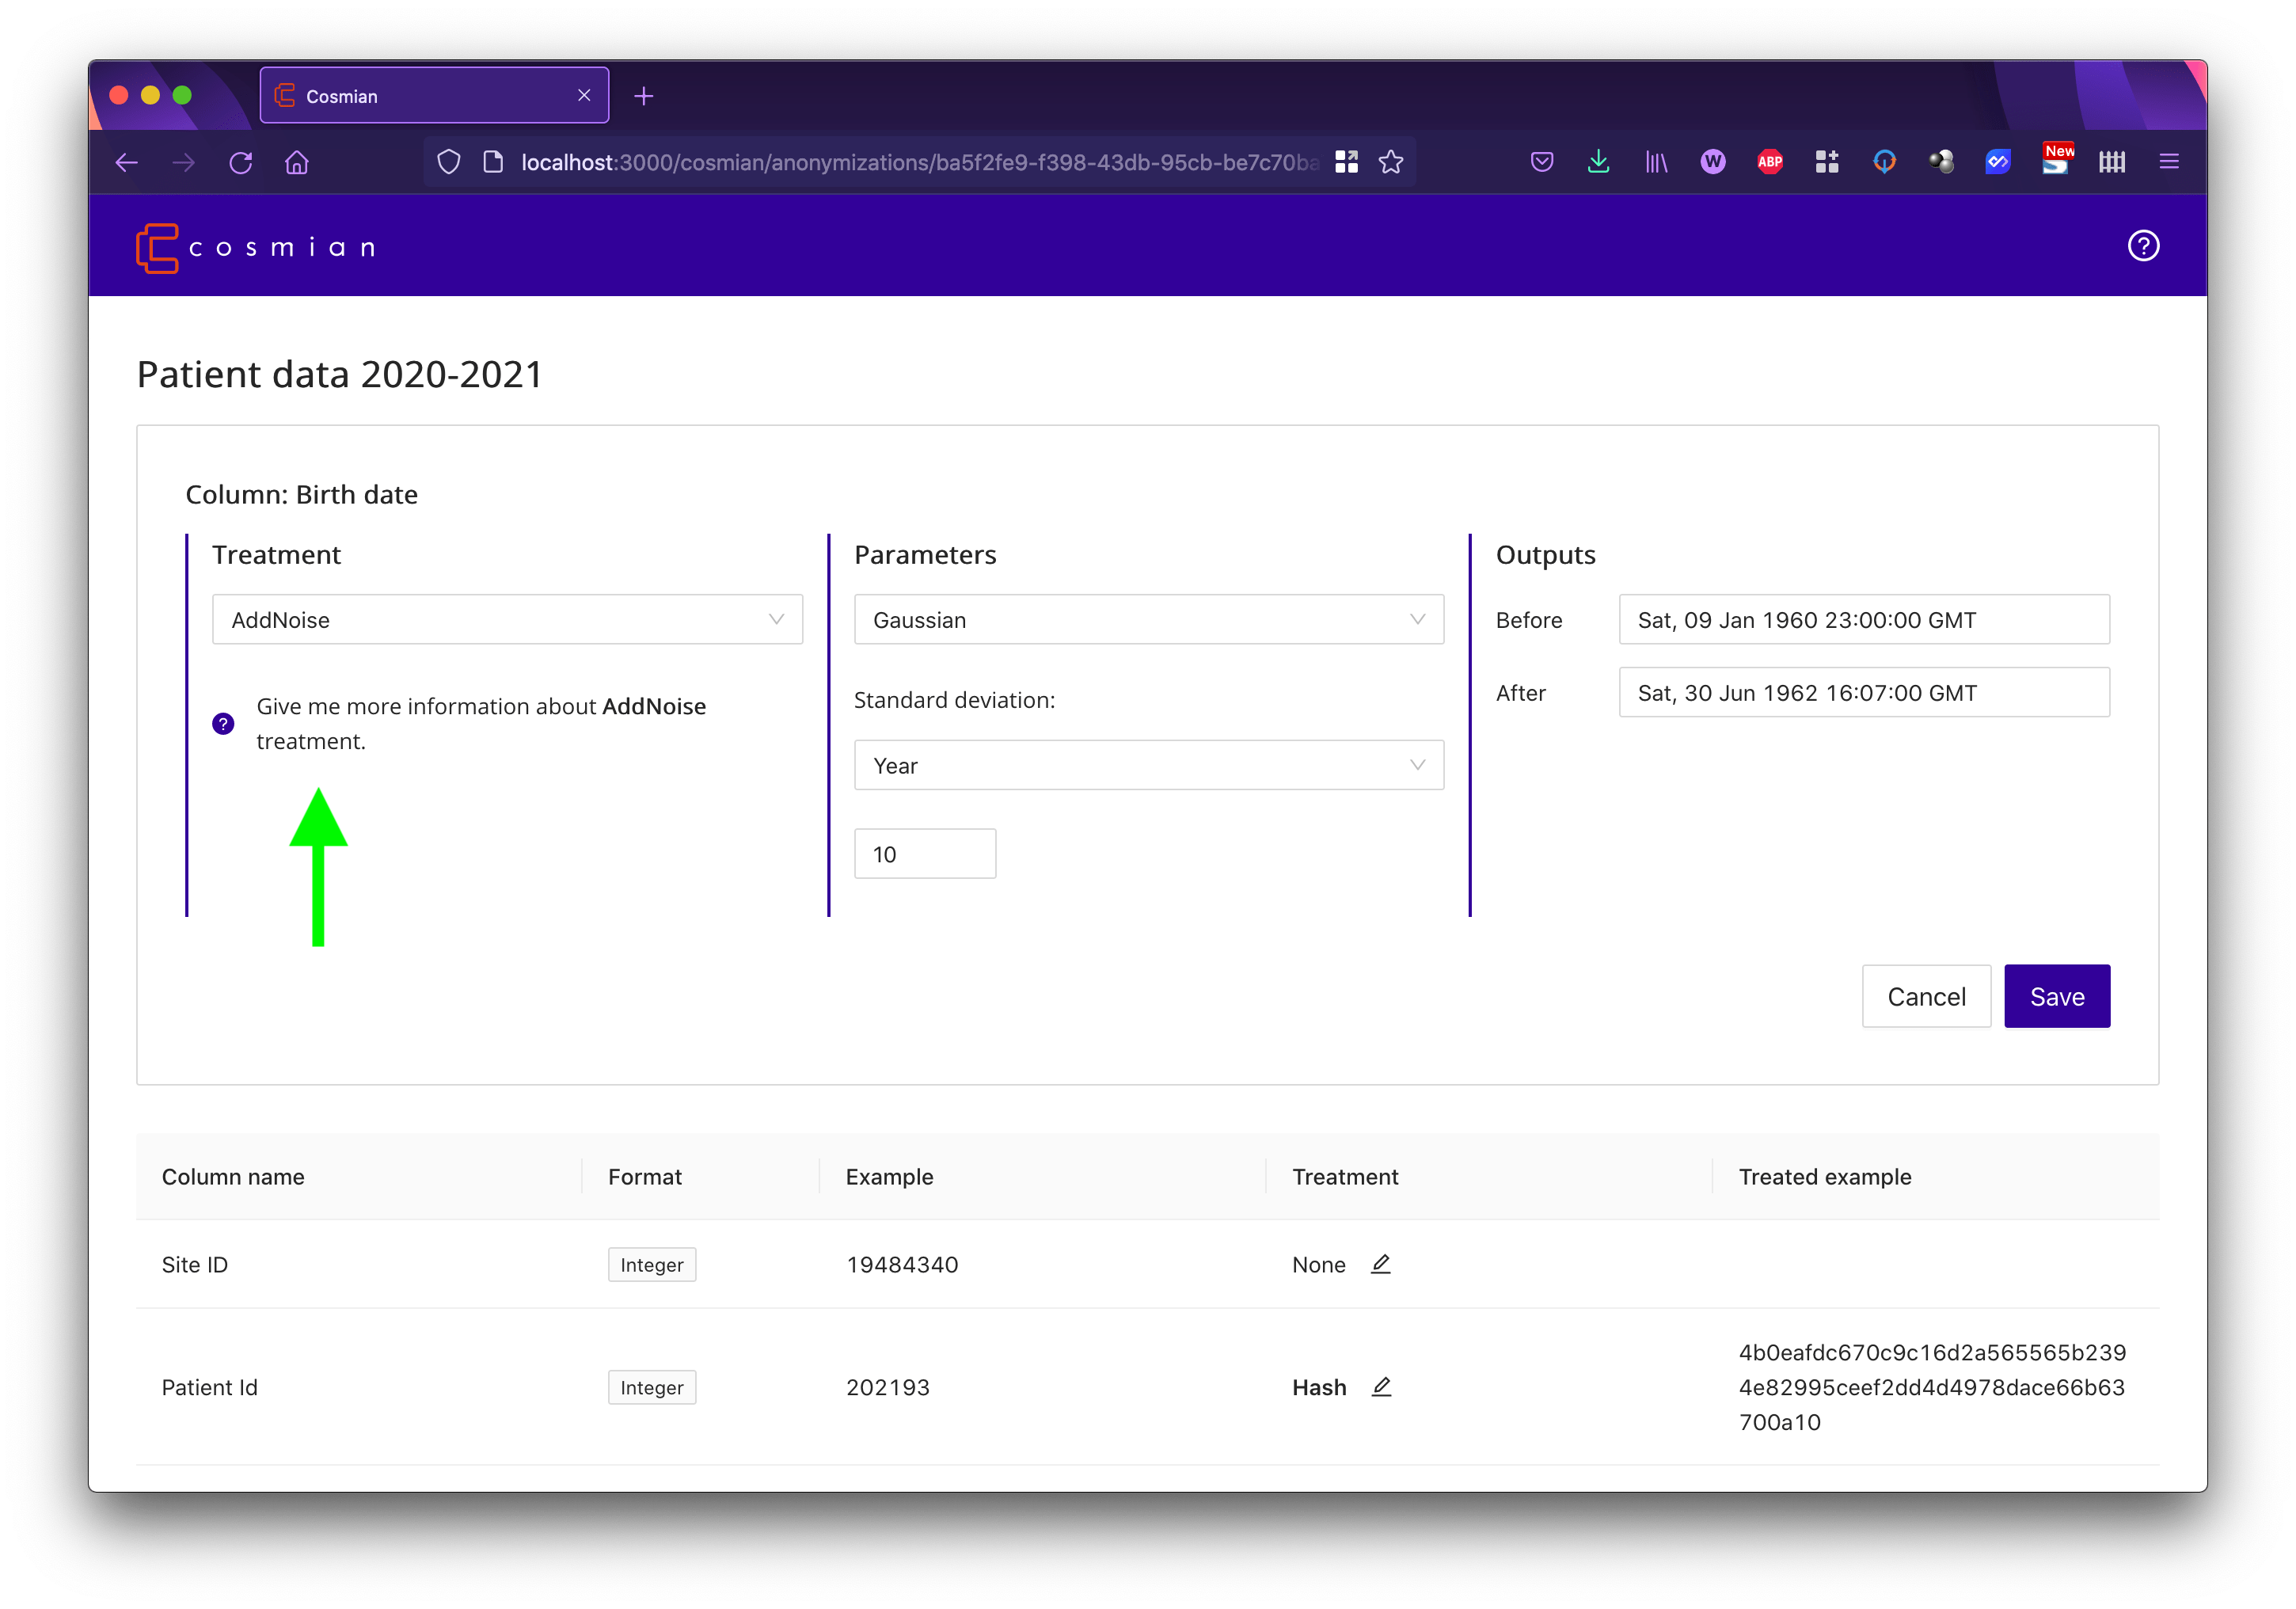 Cosmian
localhost:3000/cosmian/anonymizations/ba5f2fe9-f398-43db-95cb-be7c70ba
W
ABP
New
cosmian
?
Patient data 2020-2021
Column: Birth date
Treatment
AddNoise
? Give me more information about AddNoise
treatment.
Parameters
Gaussian
Standard deviation:
Year
10
Outputs
Before Sat, 09 Jan 1960 23:00:00 GMT
After Sat, 30 Jun 1962 16:07:00 GMT
Cancel Save
Column name Format Example Treatment Treated example
Site ID Integer 19484340 None
Patient Id Integer 202193 Hash
4b0eafdc670c9c16d2a565565b239
4e82995ceef2dd4d4978dace66b63
700a10